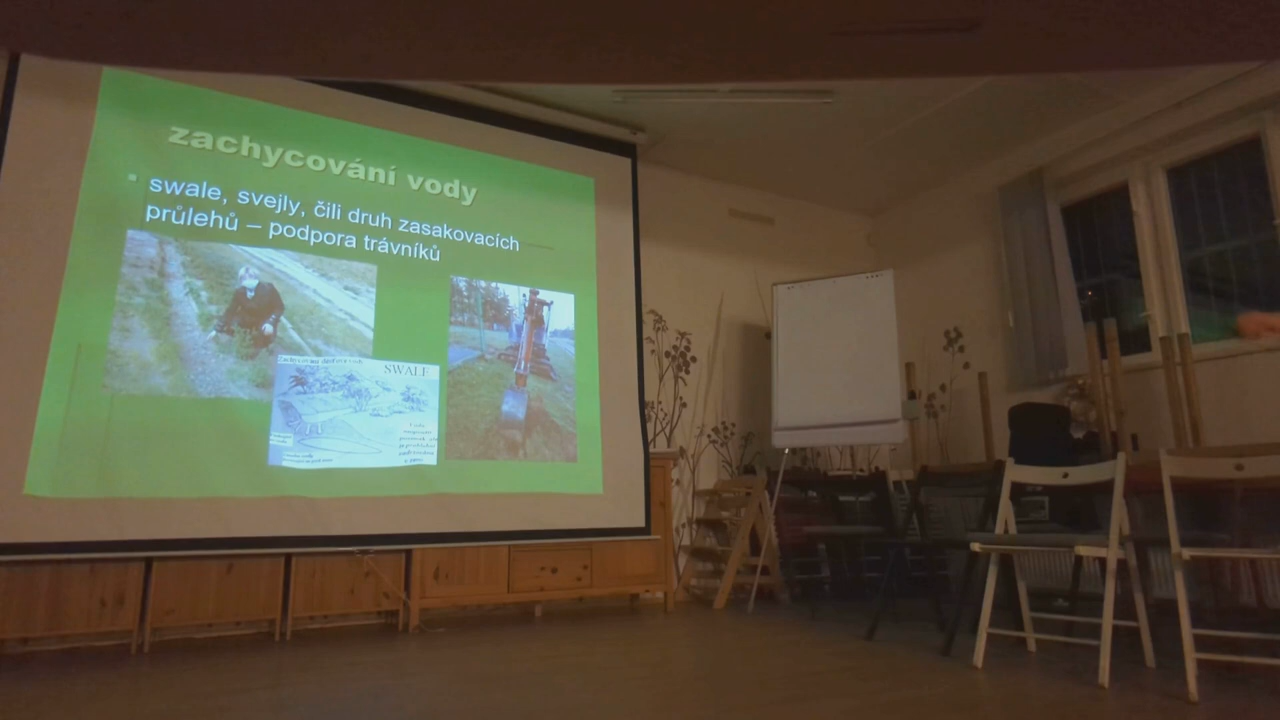 zachycování vody
swale, svejly, čili druh zasakovacích
průlehů – podpora trávníků
SWALE